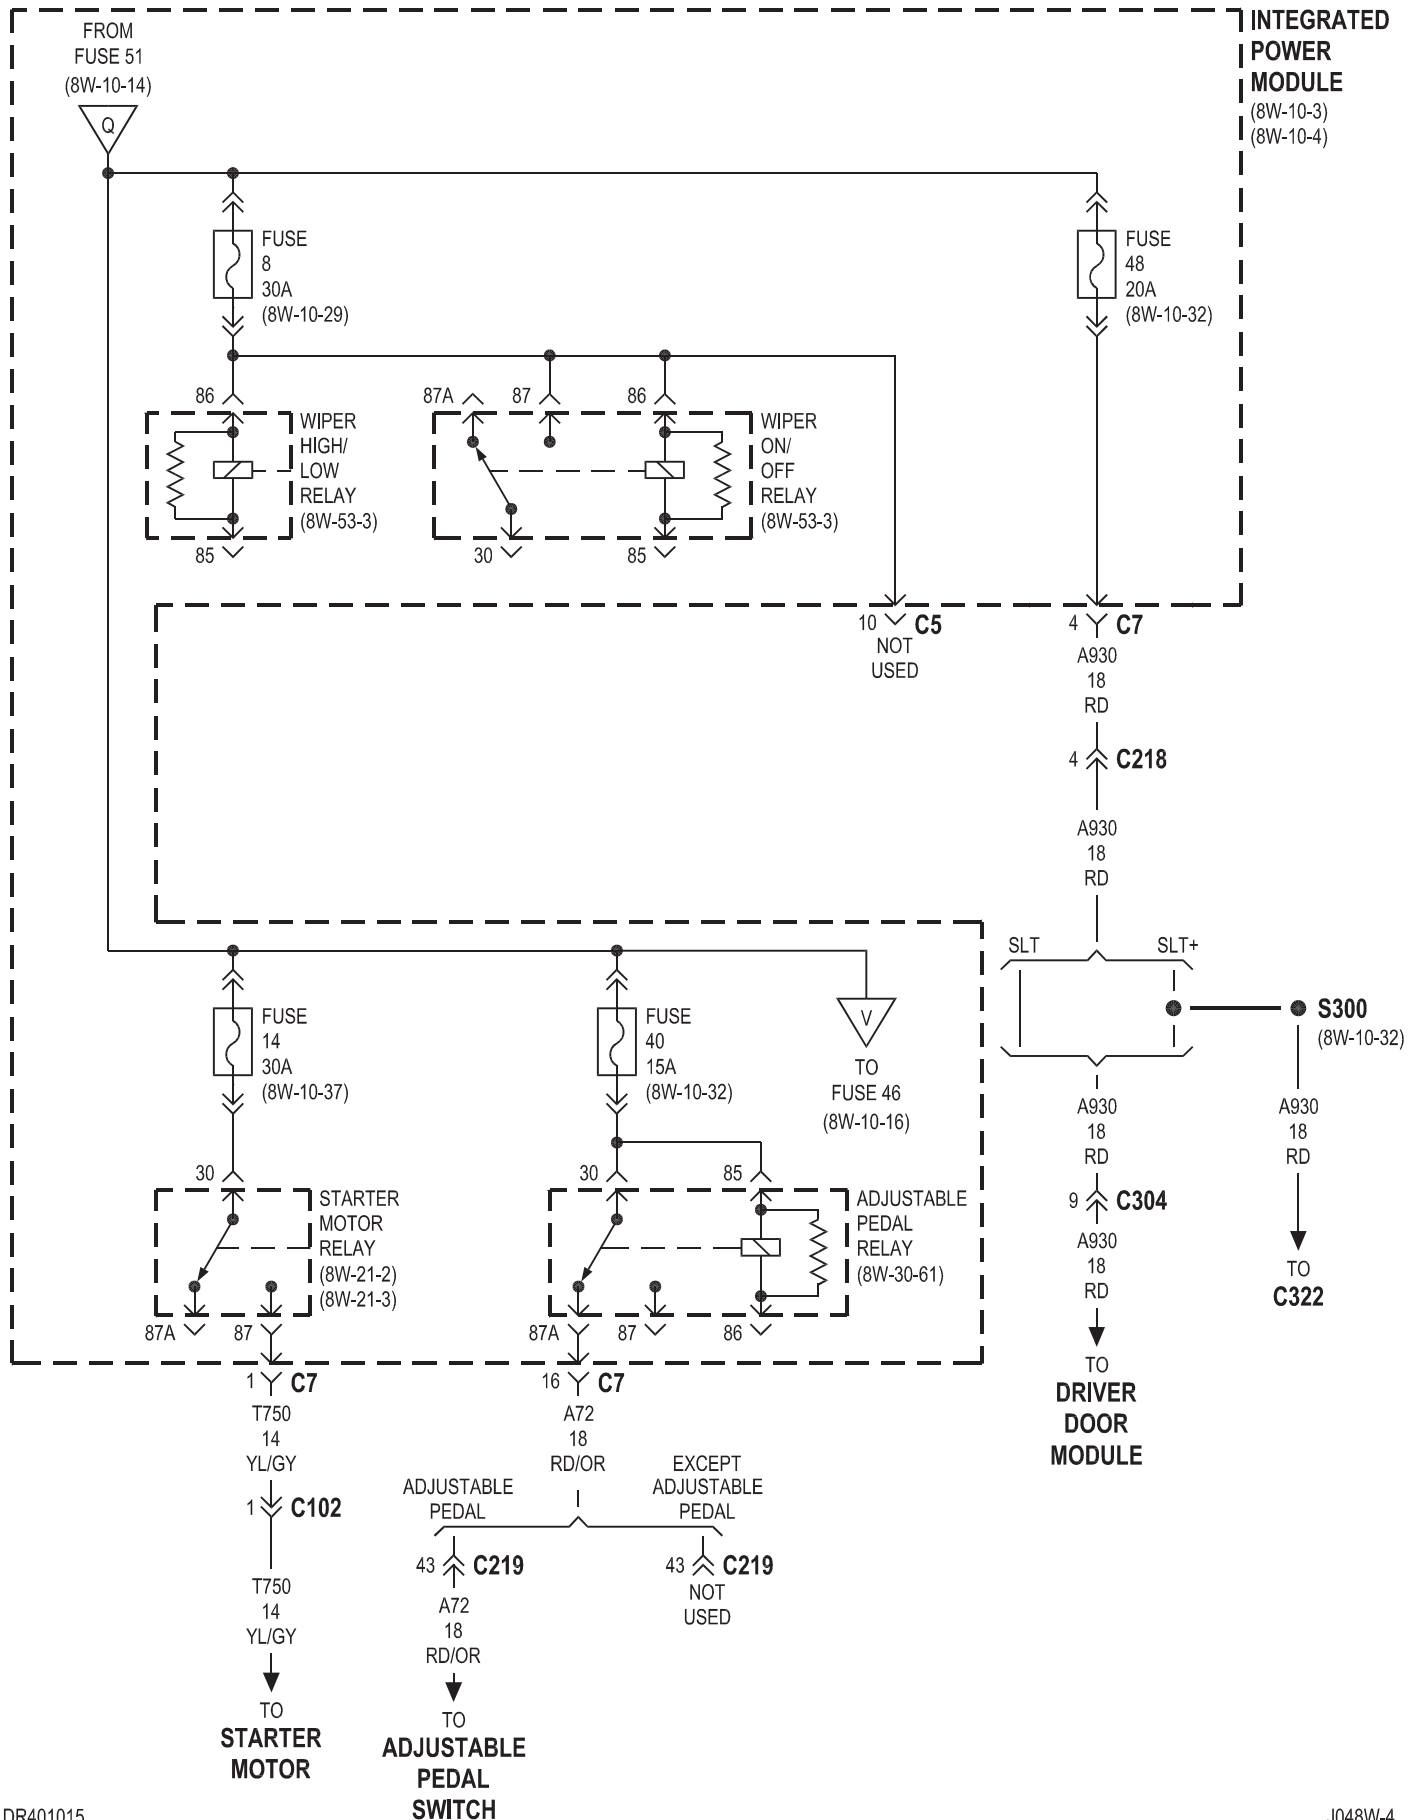 FROM
FUSE 51
(8W-10-14)
Q
INTEGRATED
POWER
MODULE
(8W-10-3)
(8W-10-4)
FUSE
8
30A
(8W-10-29)
FUSE
48
20A
(8W-10-32)
86
87A
87
86
WIPER
HIGH/
LOW
RELAY
(8W-53-3)
WIPER
ON/
OFF
RELAY
(8W-53-3)
85
30
85
10
C5
NOT
USED
4
C7
A930
18
RD
4
C218
A930
18
RD
SLT
SLT+
S300
(8W-10-32)
FUSE
14
30A
(8W-10-37)
FUSE
40
15A
(8W-10-32)
V
TO
FUSE 46
(8W-10-16)
A930
18
RD
A930
18
RD
9
C304
A930
18
RD
TO
C322
TO
DRIVER
DOOR
MODULE
30
STARTER
MOTOR
RELAY
(8W-21-2)
(8W-21-3)
30
85
ADJUSTABLE
PEDAL
RELAY
(8W-30-61)
87A
87
87A
87
86
1
C7
T750
14
YL/GY
1
C102
T750
14
YL/GY
TO
STARTER
MOTOR
16
C7
A72
18
RD/OR
ADJUSTABLE
PEDAL
EXCEPT
ADJUSTABLE
PEDAL
43
C219
43
C219
NOT
USED
A72
18
RD/OR
TO
ADJUSTABLE
PEDAL
SWITCH
DR401015
J048W-4